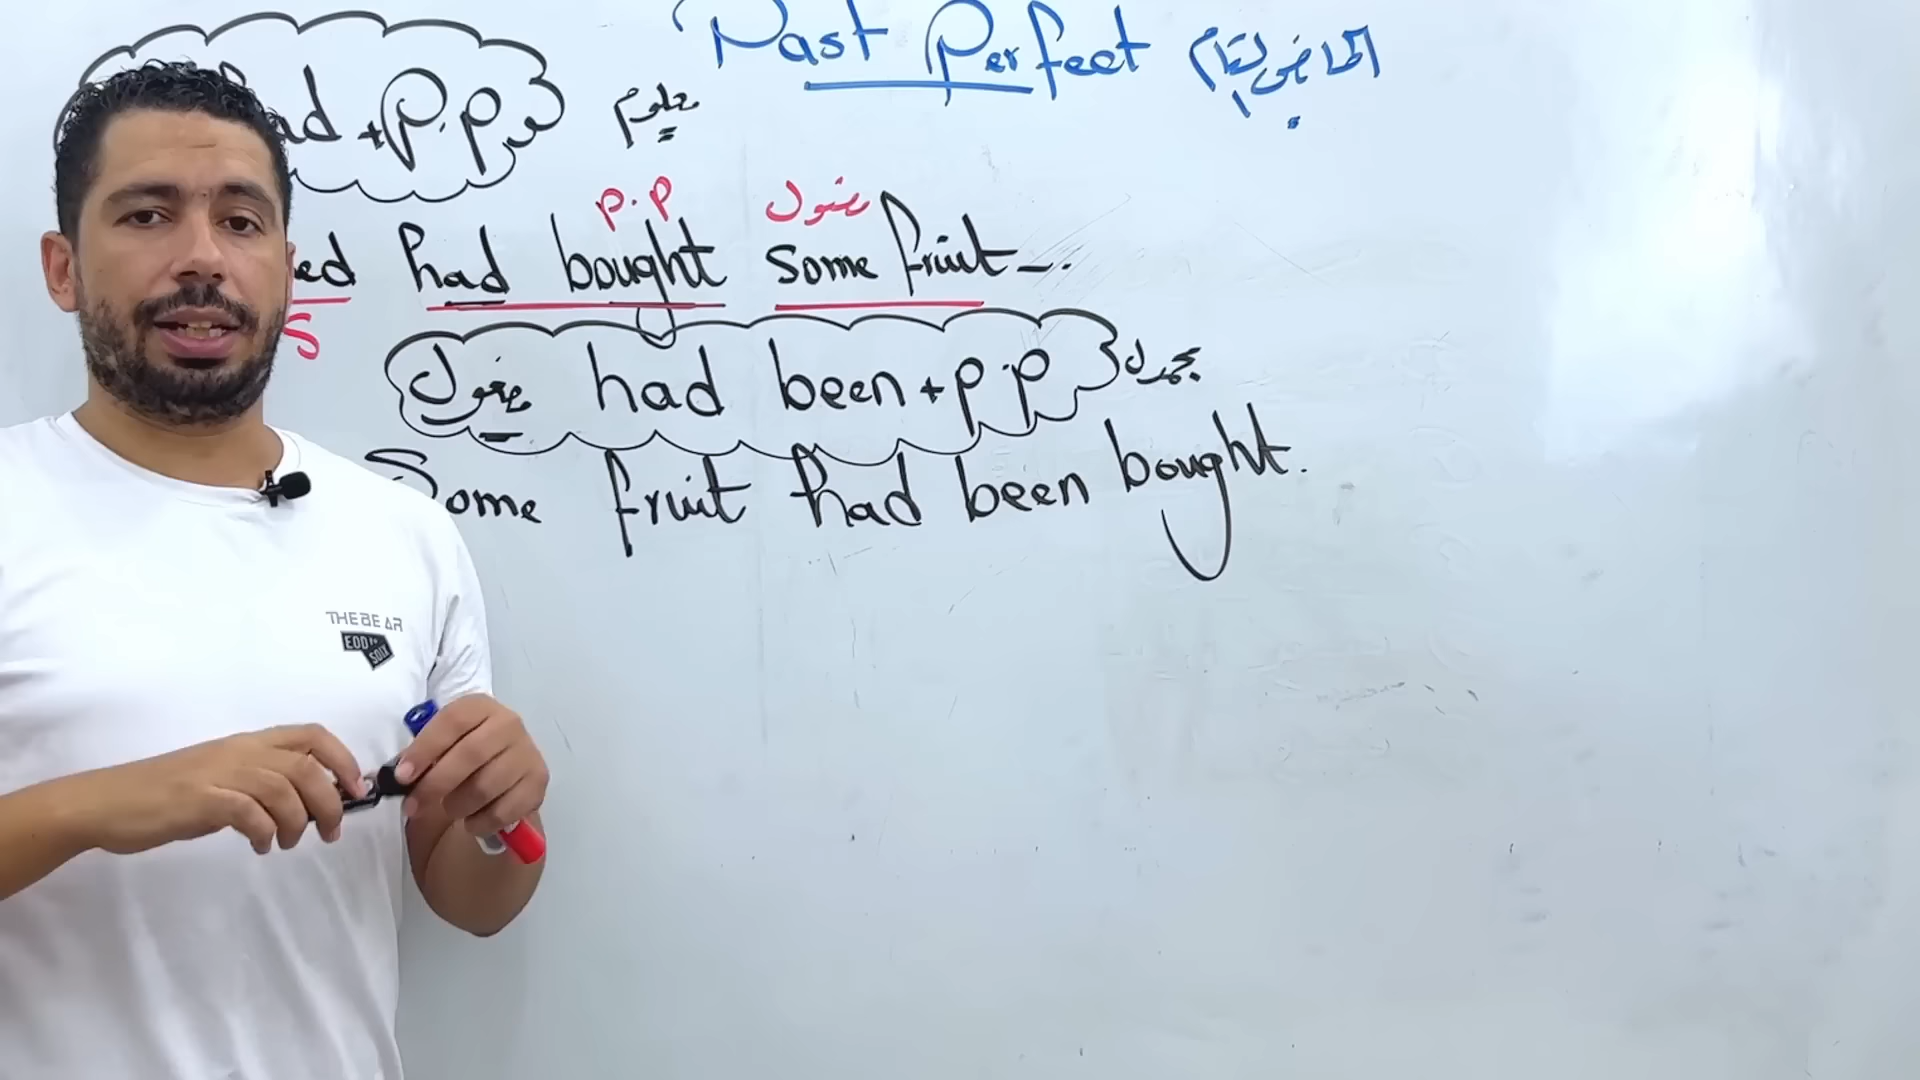 Past Perfect الماضي التام
had + p.p معلوم
p.p مفعول
had bought some fruit
S
مفعول had been + p.p مجهول
Some fruit had been bought.
THE BEAR